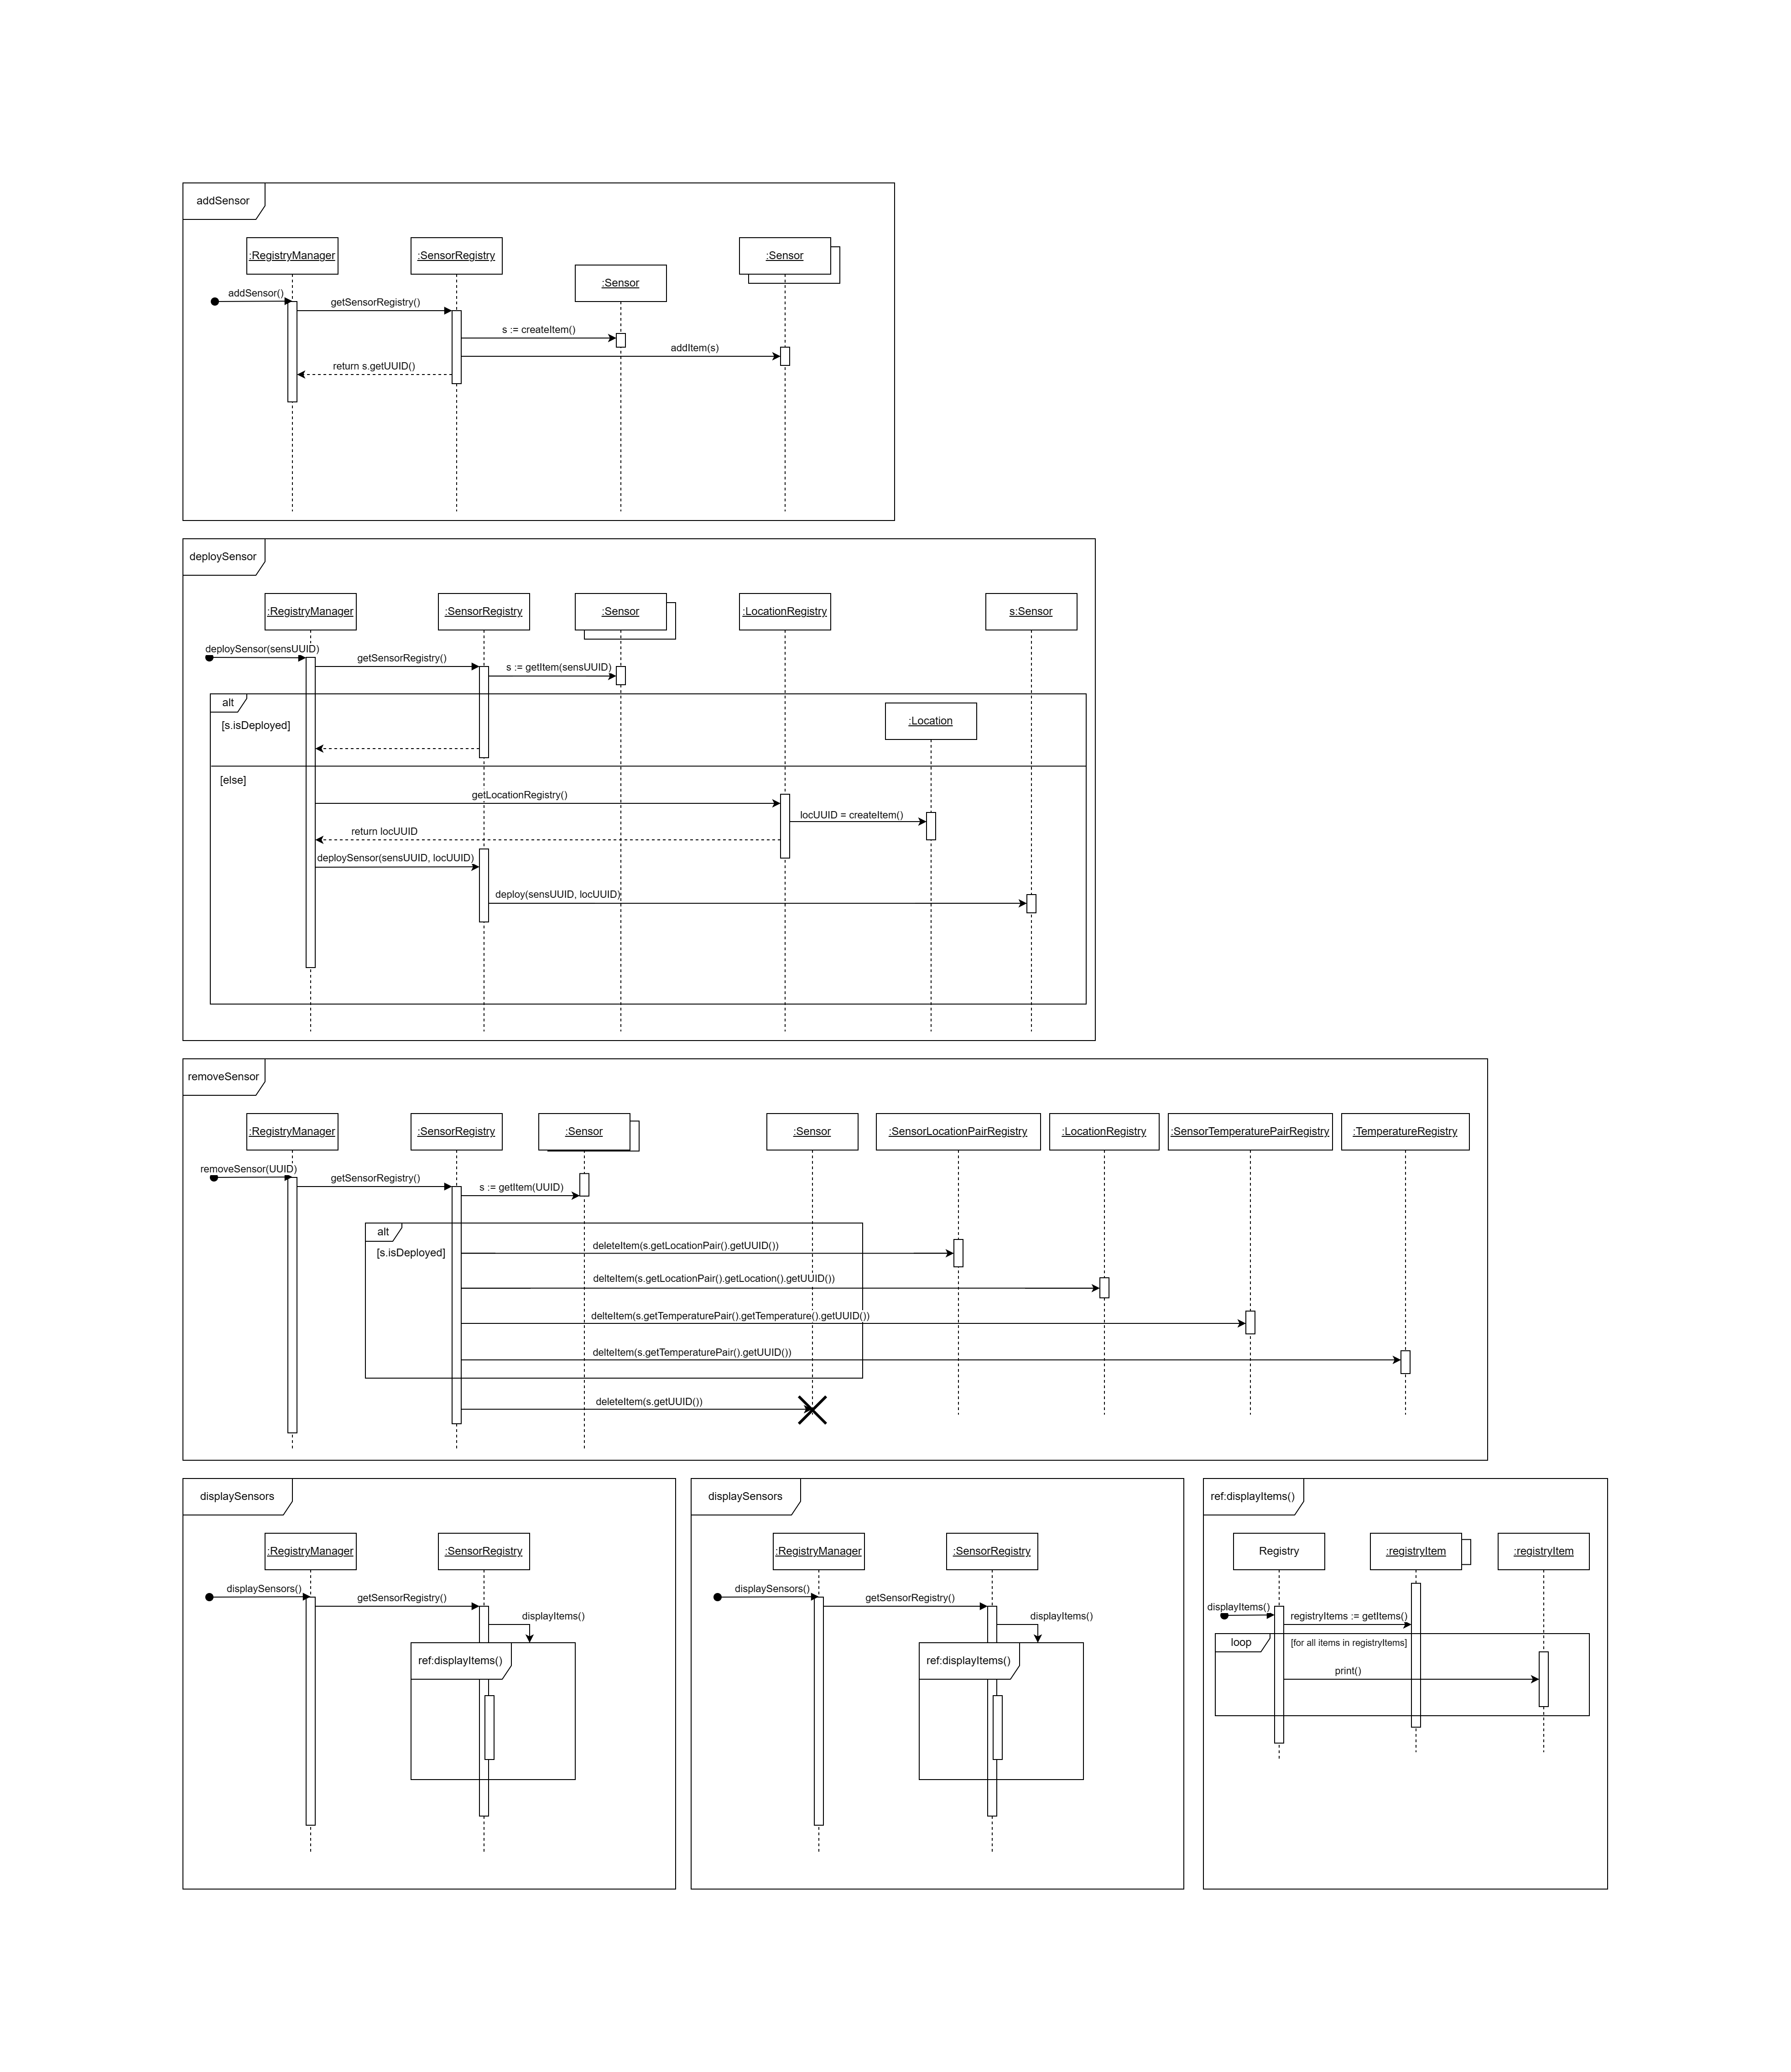 addSensor
:RegistryManager
:SensorRegistry
:Sensor
:Sensor
addSensor()
getSensorRegistry()
s := createItem()
addItem(s)
return s.getUUID()
deploySensor
:RegistryManager
:SensorRegistry
:Sensor
:LocationRegistry
s:Sensor
deploySensor(sensUUID)
getSensorRegistry()
s := getItem(sensUUID)
alt
[s.isDeployed]
:Location
[else]
getLocationRegistry()
locUUID = createItem()
return locUUID
deploySensor(sensUUID, locUUID)
deploy(sensUUID, locUUID)
removeSensor
:RegistryManager
:SensorRegistry
:Sensor
:Sensor
:SensorLocationPairRegistry
:LocationRegistry
:SensorTemperaturePairRegistry
:TemperatureRegistry
removeSensor(UUID)
getSensorRegistry()
s := getItem(UUID)
alt
[s.isDeployed]
deleteItem(s.getLocationPair().getUUID())
delteItem(s.getLocationPair().getLocation().getUUID())
delteItem(s.getTemperaturePair().getTemperature().getUUID())
delteItem(s.getTemperaturePair().getUUID())
deleteItem(s.getUUID())
displaySensors
:RegistryManager
:SensorRegistry
displaySensors()
getSensorRegistry()
displayItems()
ref:displayItems()
displaySensors
:RegistryManager
:SensorRegistry
displaySensors()
getSensorRegistry()
displayItems()
ref:displayItems()
ref:displayItems()
Registry
:registryItem
:registryItem
displayItems()
registryItems := getItems()
loop
[for all items in registryItems]
print()